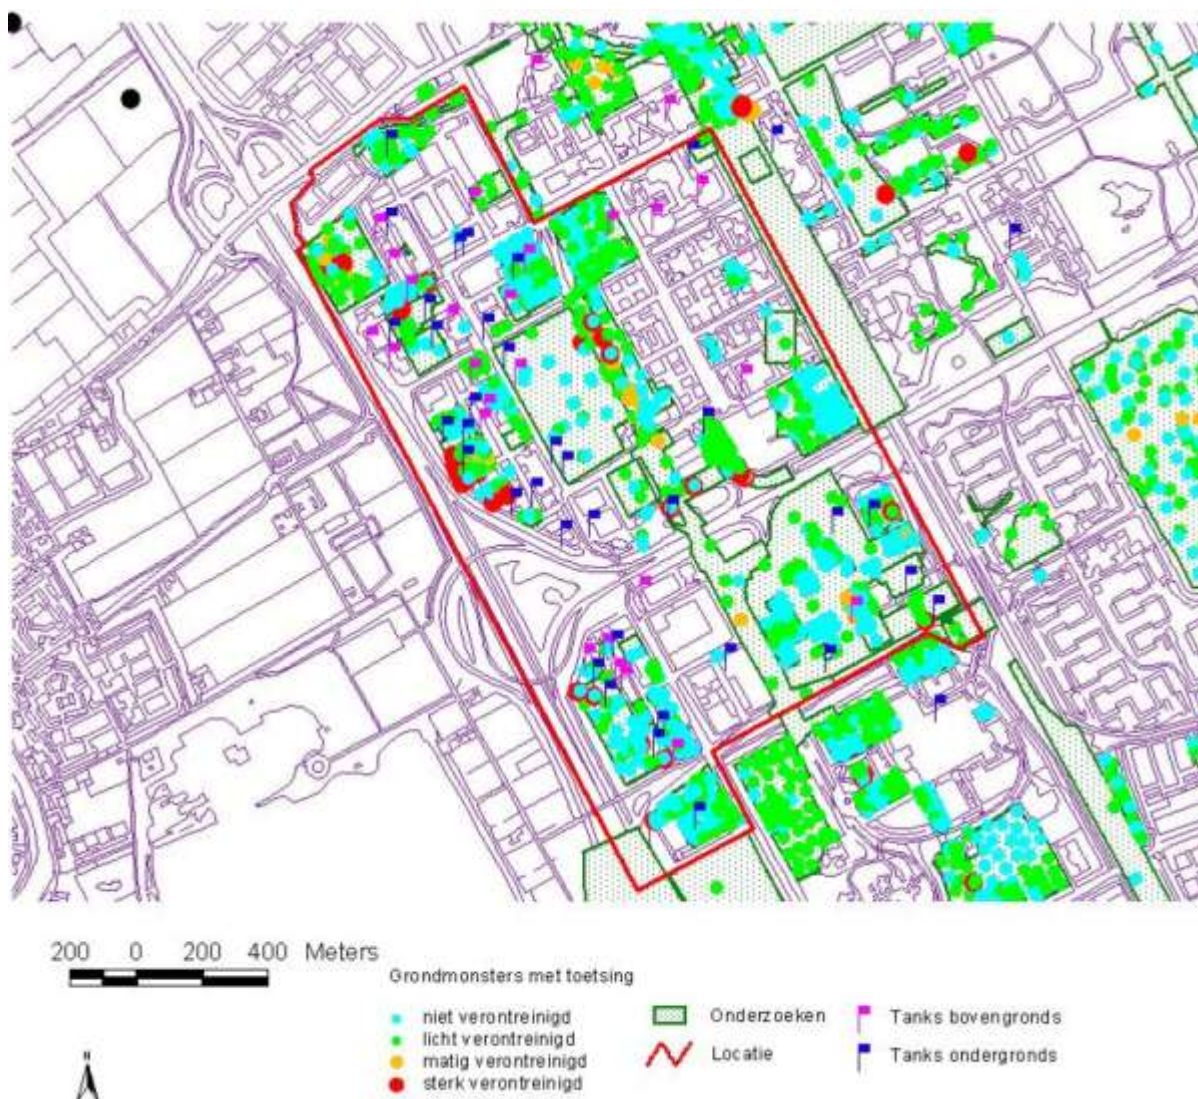 200 0 200 400 Meters
Grondmonsters met toetsing
niet verontreinigd
licht verontreinigd
matig verontreinigd
sterk verontreinigd
Onderzoeken
Locatie
Tanks bovengronds
Tanks ondergronds
N